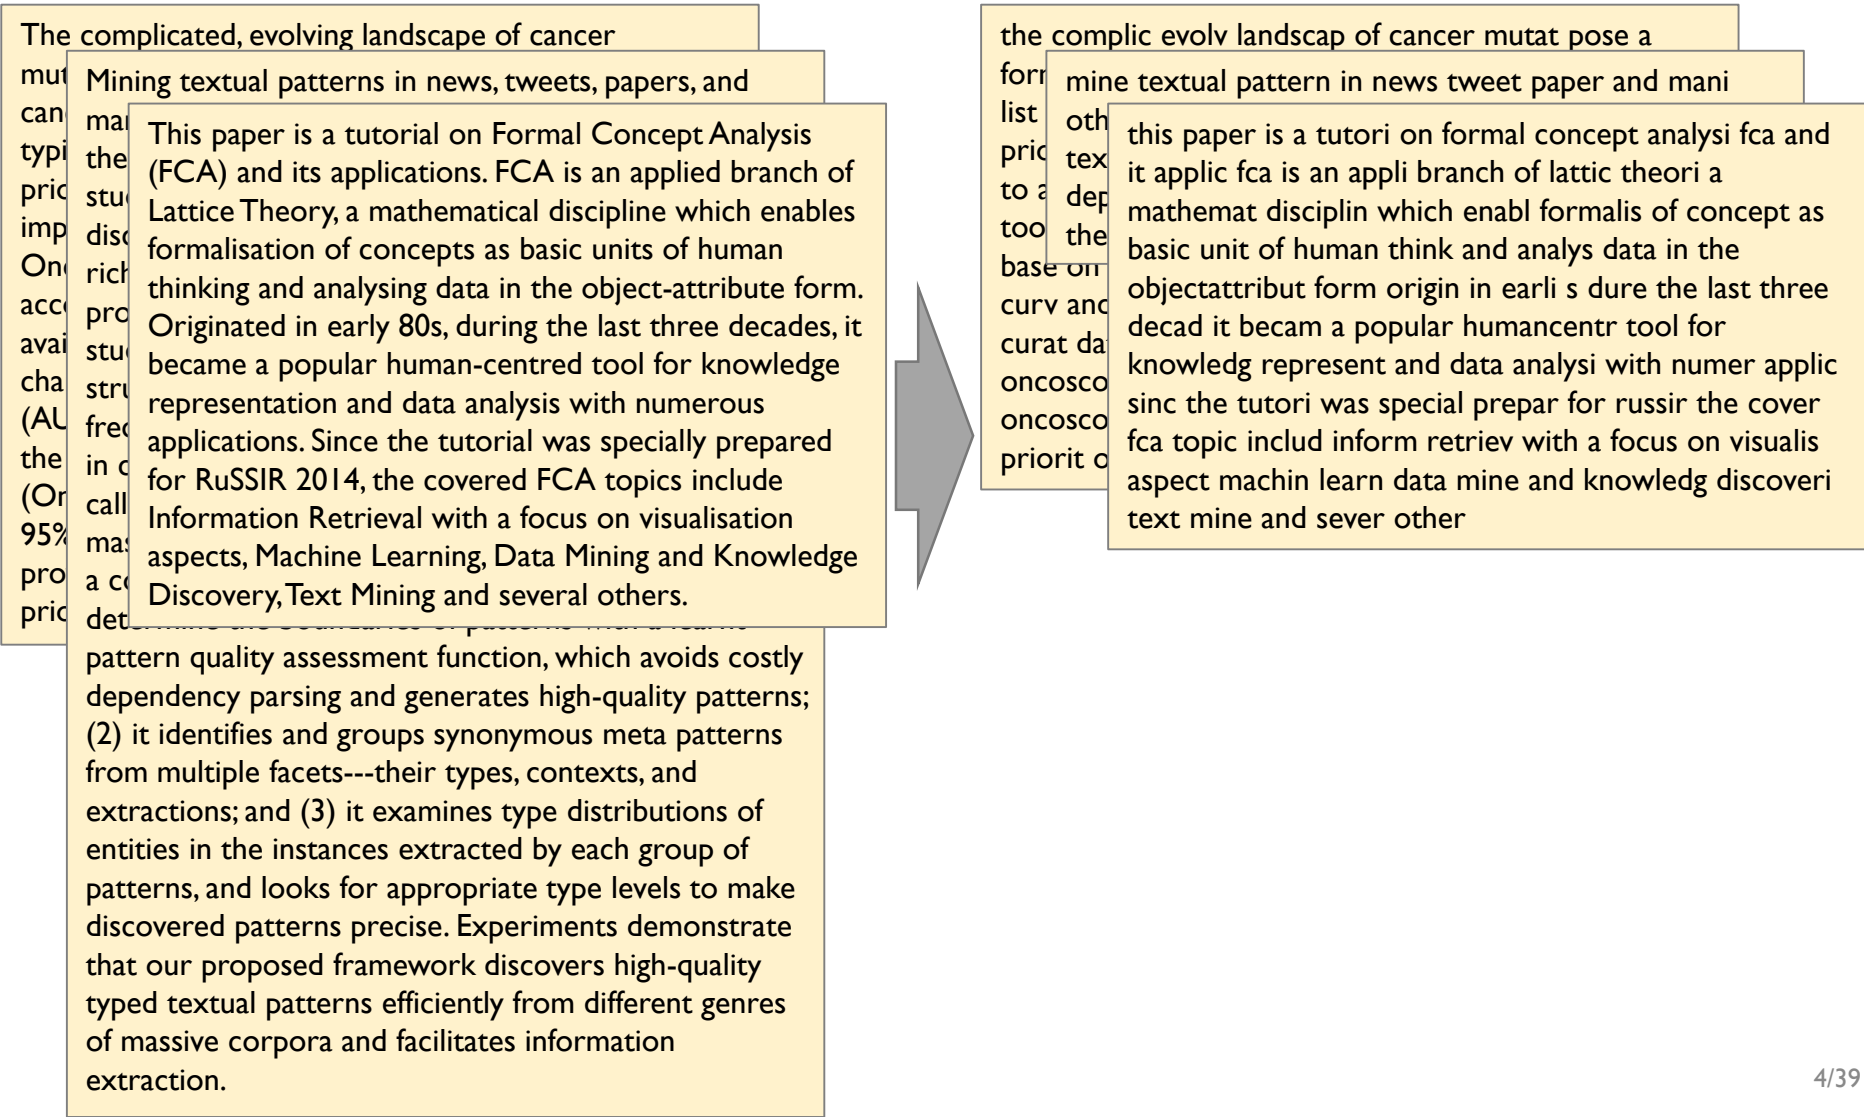 The complicated, evolving landscape of cancer
Mining textual patterns in news, tweets, papers, and
This paper is a tutorial on Formal Concept Analysis
(FCA) and its applications. FCA is an applied branch of
Lattice Theory, a mathematical discipline which enables
formalisation of concepts as basic units of human
thinking and analysing data in the object-attribute form.
Originated in early 80s, during the last three decades, it
became a popular human-centred tool for knowledge
representation and data analysis with numerous
applications. Since the tutorial was specially prepared
for RuSSIR 2014, the covered FCA topics include
Information Retrieval with a focus on visualisation
aspects, Machine Learning, Data Mining and Knowledge
Discovery, Text Mining and several others.
pattern quality assessment function, which avoids costly
dependency parsing and generates high-quality patterns;
(2) it identifies and groups synonymous meta patterns
from multiple facets---their types, contexts, and
extractions; and (3) it examines type distributions of
entities in the instances extracted by each group of
patterns, and looks for appropriate type levels to make
discovered patterns precise. Experiments demonstrate
that our proposed framework discovers high-quality
typed textual patterns efficiently from different genres
of massive corpora and facilitates information
extraction.
the complic evolv landscap of cancer mutat pose a
list
to a
base on
mine textual pattern in news tweet paper and mani
the
this paper is a tutori on formal concept analysi fca and
it applic fca is an appli branch of lattic theori a
mathemat disciplin which enabl formalis of concept as
basic unit of human think and analys data in the
objectattribut form origin in earli s dure the last three
decad it becam a popular humancentr tool for
knowledg represent and data analysi with numer applic
sinc the tutori was special prepar for russir the cover
fca topic includ inform retriev with a focus on visualis
aspect machin learn data mine and knowledg discoveri
text mine and sever other
4/39